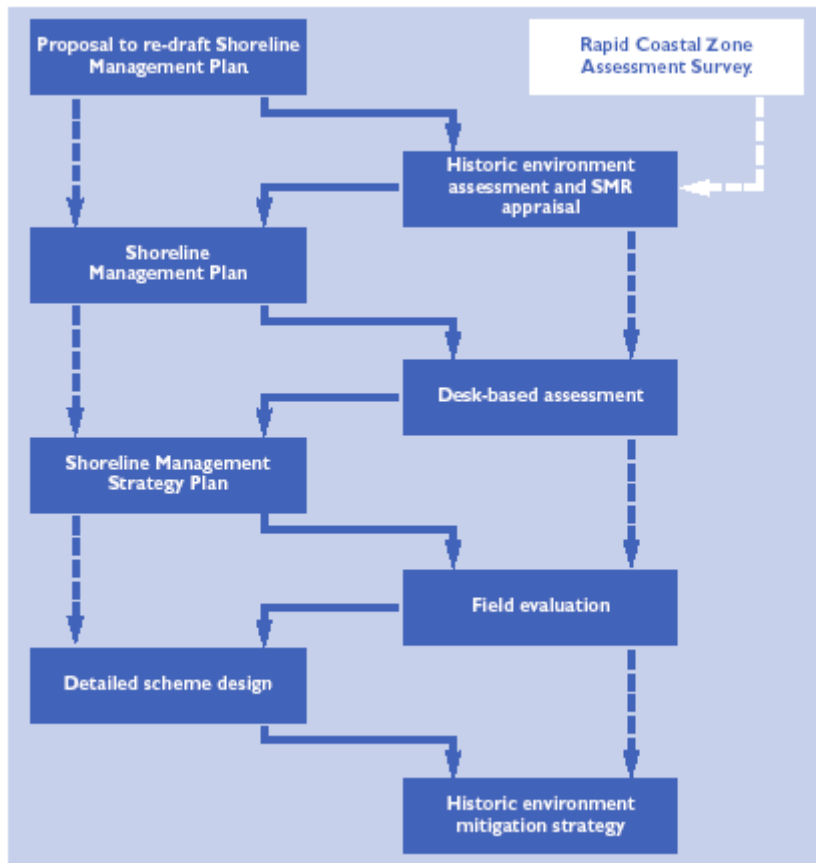 Proposal to re-draft Shoreline
Management Plan.
Rapid Coastal Zone
Assessment Survey.
Historic environment
assessment and SMR
appraisal
Shoreline
Management Plan
Desk-based assessment
Shoreline Management
Strategy Plan
Field evaluation
Detailed scheme design
Historic environment
mitigation strategy